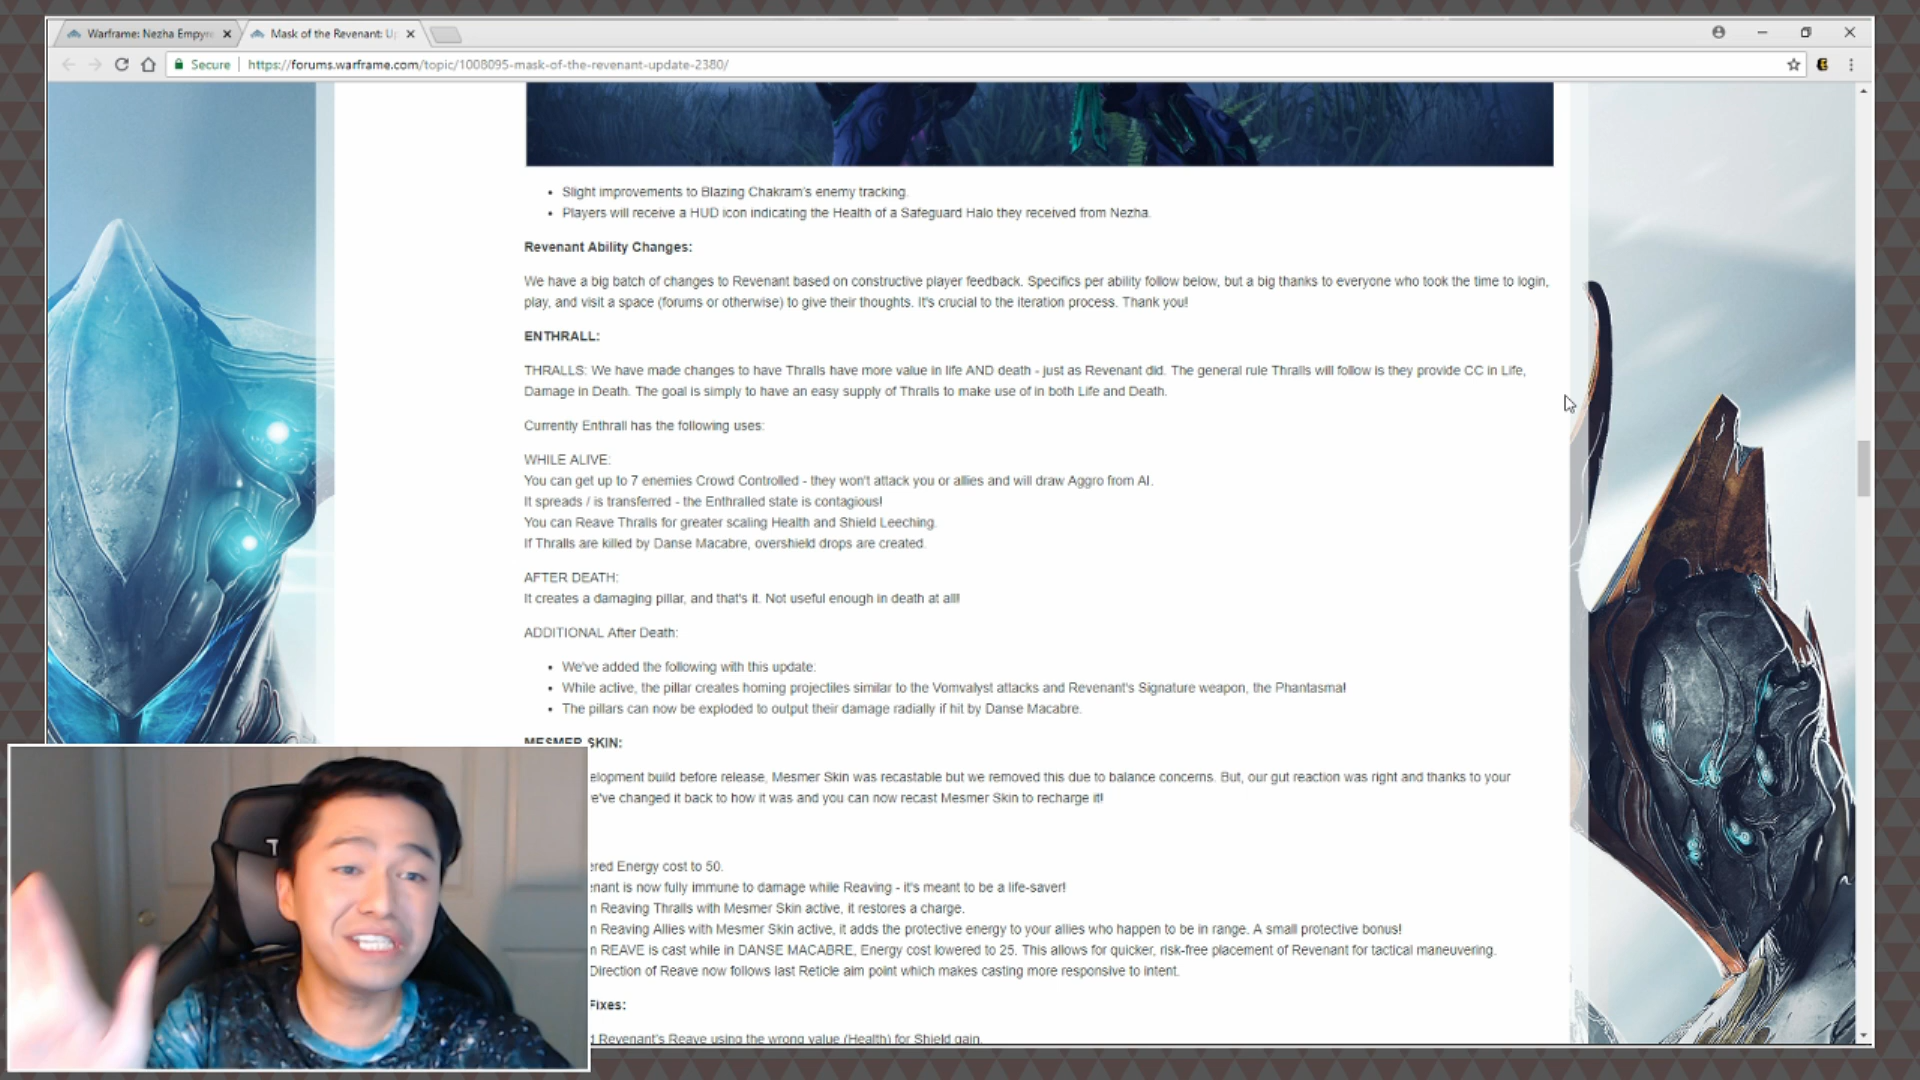 Warframe: Nezha Empyre
Mask of the Revenant: Up
Secure | https://forums.warframe.com/topic/1008095-mask-of-the-revenant-update-2380/
• Slight improvements to Blazing Chakram's enemy tracking.
• Players will receive a HUD icon indicating the Health of a Safeguard Halo they received from Nezha.
Revenant Ability Changes:
We have a big batch of changes to Revenant based on constructive player feedback. Specifics per ability follow below, but a big thanks to everyone who took the time to login,
play, and visit a space (forums or otherwise) to give their thoughts. It's crucial to the iteration process. Thank you!
ENTHRALL:
THRALLS: We have made changes to have Thralls have more value in life AND death - just as Revenant did. The general rule Thralls will follow is they provide CC in Life,
Damage in Death. The goal is simply to have an easy supply of Thralls to make use of in both Life and Death.
Currently Enthrall has the following uses:
WHILE ALIVE:
You can get up to 7 enemies Crowd Controlled - they won't attack you or allies and will draw Aggro from AI.
It spreads / is transferred - the Enthralled state is contagious!
You can Reave Thralls for greater scaling Health and Shield Leeching.
If Thralls are killed by Danse Macabre, overshield drops are created.
AFTER DEATH:
It creates a damaging pillar, and that's it. Not useful enough in death at all!
ADDITIONAL After Death:
• We've added the following with this update:
• While active, the pillar creates homing projectiles similar to the Vomvalyst attacks and Revenant's Signature weapon, the Phantasma!
• The pillars can now be exploded to output their damage radially if hit by Danse Macabre.
MESMER SKIN:
elopment build before release, Mesmer Skin was recastable but we removed this due to balance concerns. But, our gut reaction was right and thanks to your
e've changed it back to how it was and you can now recast Mesmer Skin to recharge it!
ered Energy cost to 50.
enant is now fully immune to damage while Reaving - it's meant to be a life-saver!
n Reaving Thralls with Mesmer Skin active, it restores a charge.
n Reaving Allies with Mesmer Skin active, it adds the protective energy to your allies who happen to be in range. A small protective bonus!
n REAVE is cast while in DANSE MACABRE, Energy cost lowered to 25. This allows for quicker, risk-free placement of Revenant for tactical maneuvering.
Direction of Reave now follows last Reticle aim point which makes casting more responsive to intent.
Fixes:
d Revenant's Reave using the wrong value (Health) for Shield gain.